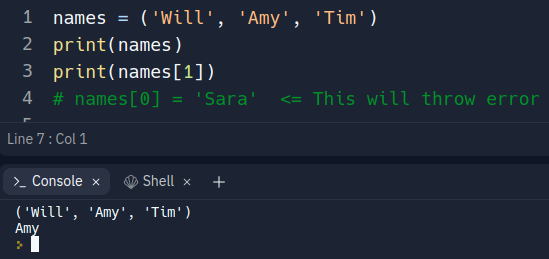 1 names = ('Will', 'Amy', 'Tim')
2 print(names)
3 print(names[1])
4 # names[0] = 'Sara'  <= This will throw error
Line 7 : Col 1
>_ Console × Shell × +
('Will', 'Amy', 'Tim')
Amy
>